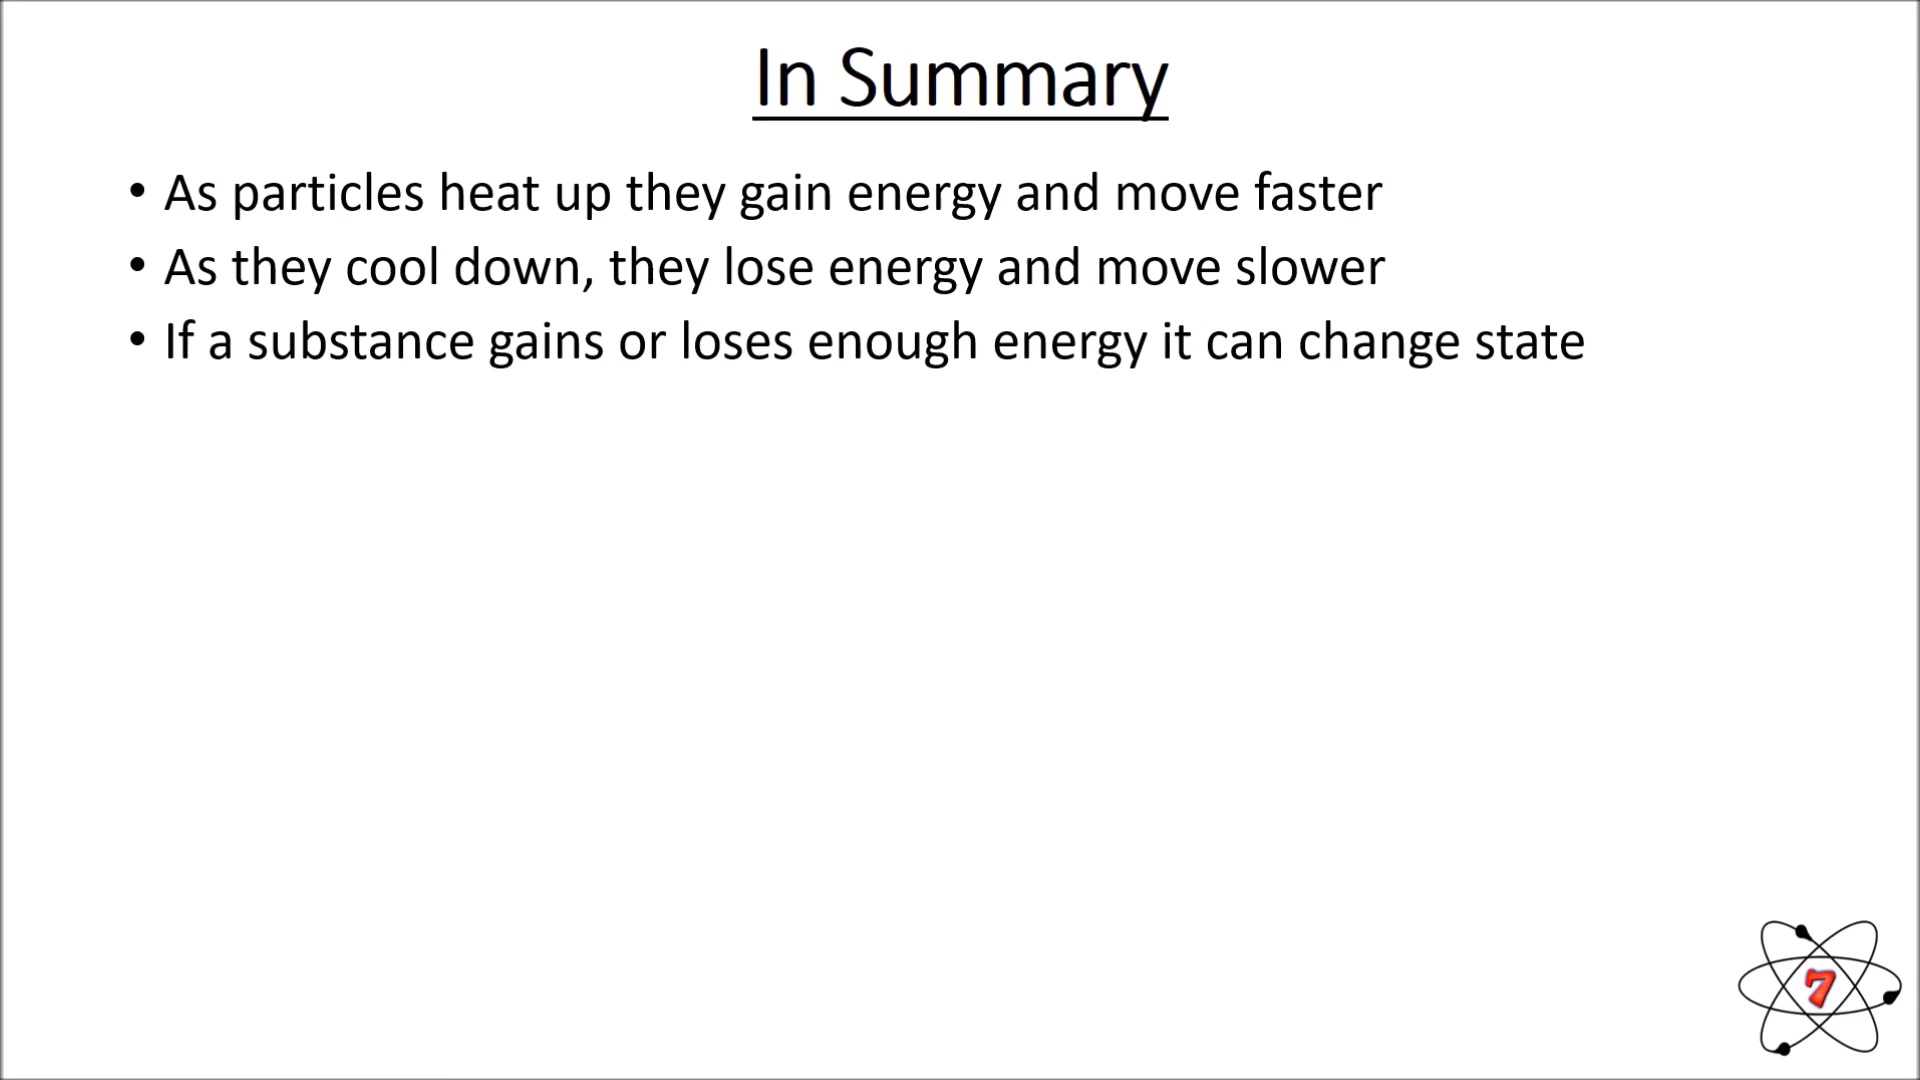 In Summary
• As particles heat up they gain energy and move faster
• As they cool down, they lose energy and move slower
• If a substance gains or loses enough energy it can change state
7